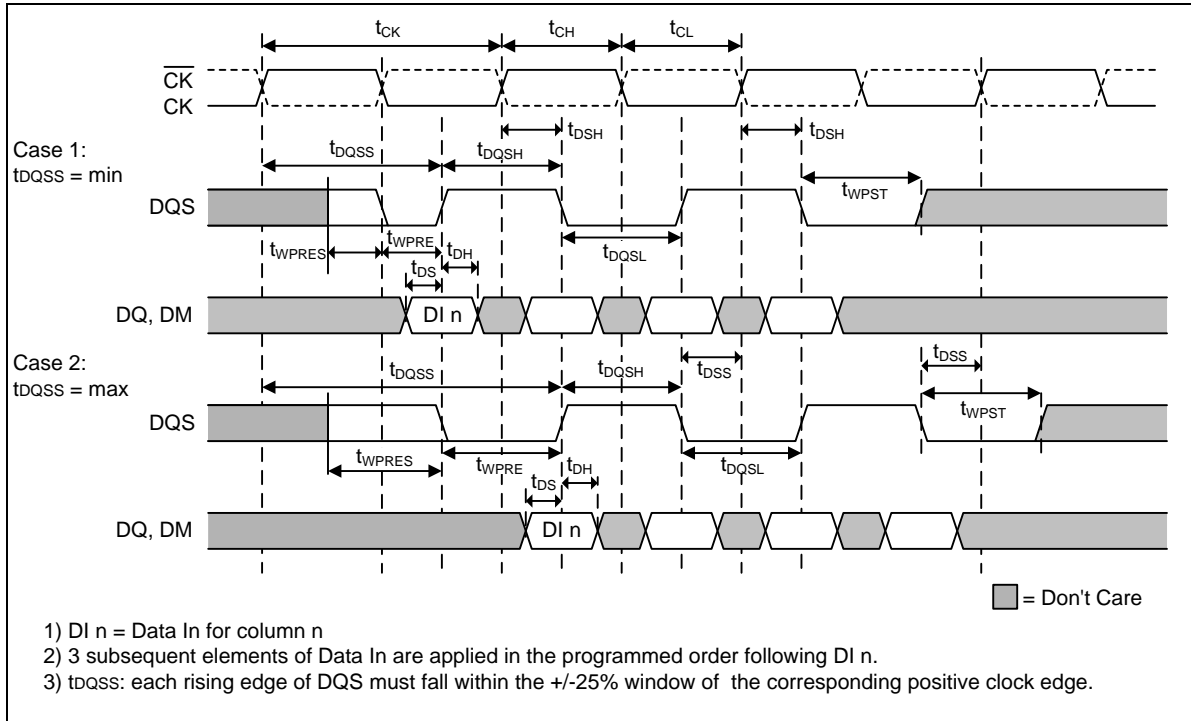 tCK tCH tCL
CK
CK
tDSH tDSH
Case 1:
tDQSS = min
tDQSS tDQSH
tWPST
DQS
tWPRES tWPRE tDH tDQSL
tDS
DQ, DM DI n
Case 2:
tDQSS = max
tDQSS tDQSH tDSS tDSS
tWPST
DQS
tWPRES tWPRE tDH tDQSL
tDS
DQ, DM DI n
= Don't Care
1) DI n = Data In for column n
2) 3 subsequent elements of Data In are applied in the programmed order following DI n.
3) tDQSS: each rising edge of DQS must fall within the +/-25% window of the corresponding positive clock edge.